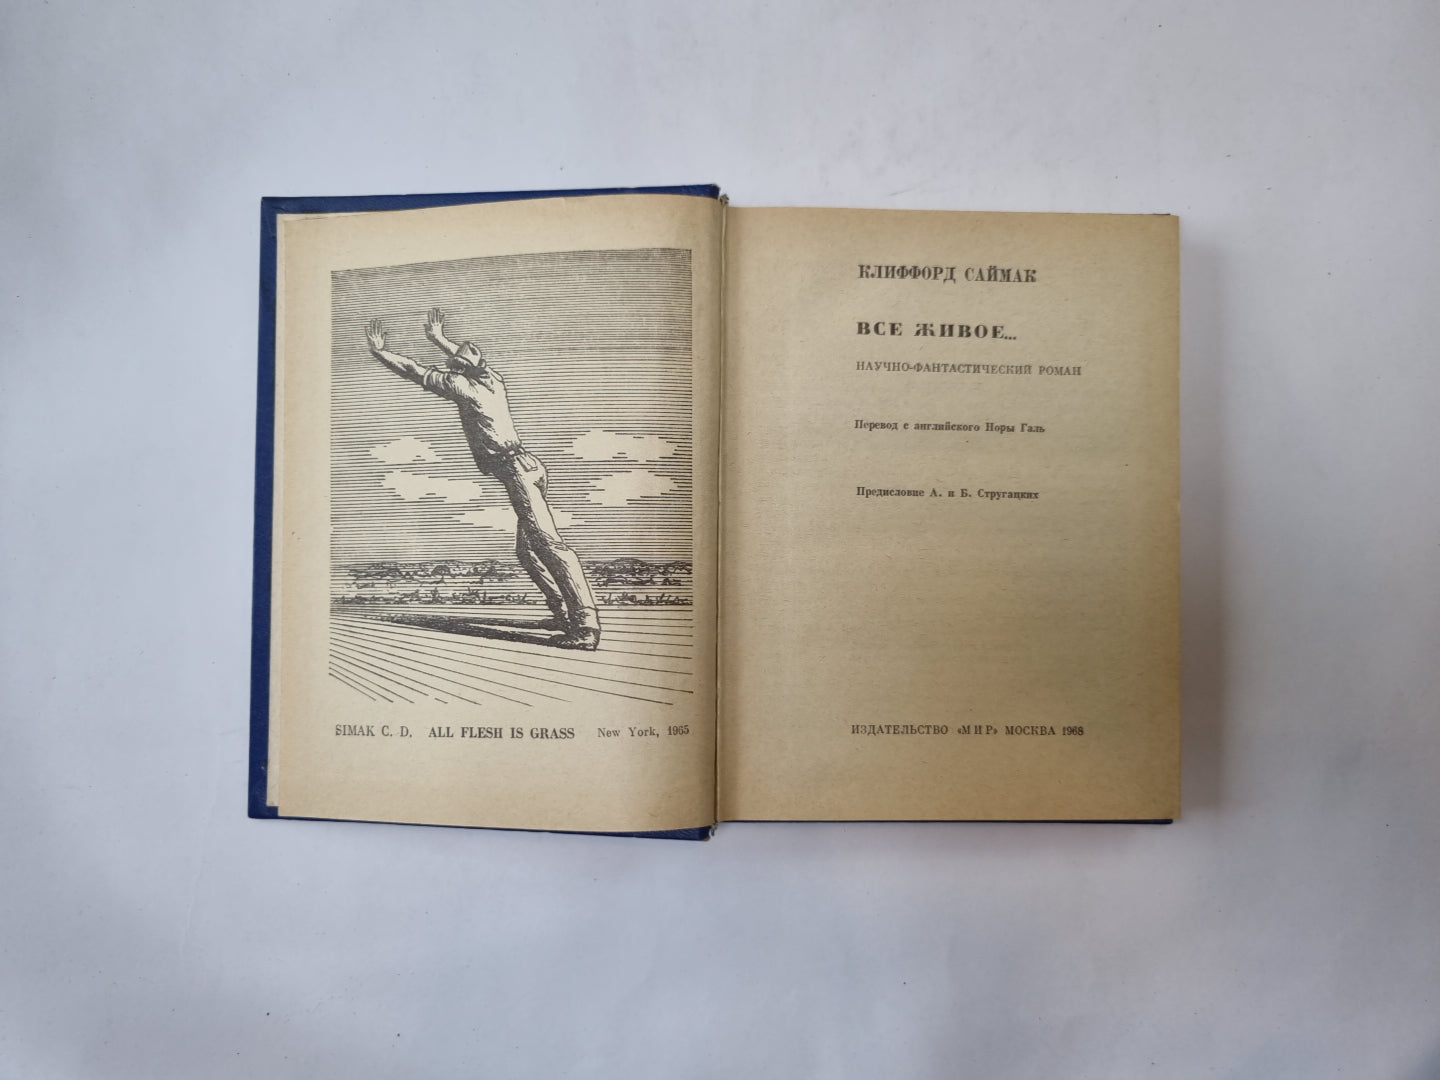 SIMAK C. D. ALL FLESH IS GRASS New York, 1965
КЛИФФОРД САЙМАК
ВСЕ ЖИВОЕ...
НАУЧНО-ФАНТАСТИЧЕСКИЙ РОМАН
Перевод с английского Норы Галь
Предисловие А. и Б. Стругацких
ИЗДАТЕЛЬСТВО «МИР» МОСКВА 1968